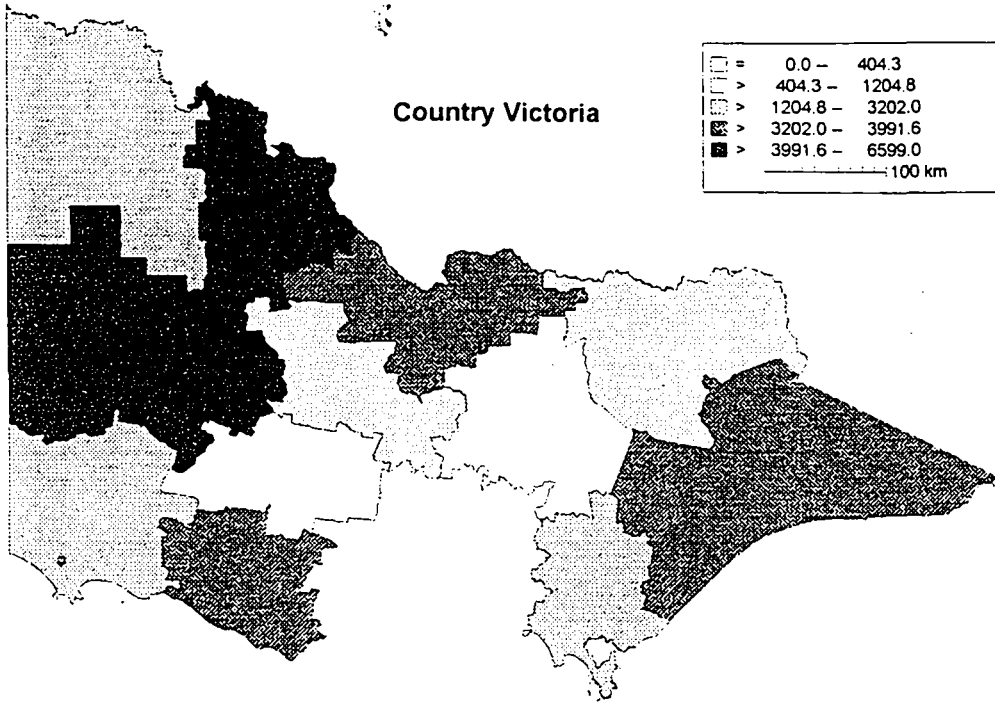 Country Victoria
= 0.0 – 404.3
> 404.3 – 1204.8
> 1204.8 – 3202.0
> 3202.0 – 3991.6
> 3991.6 – 6599.0
100 km